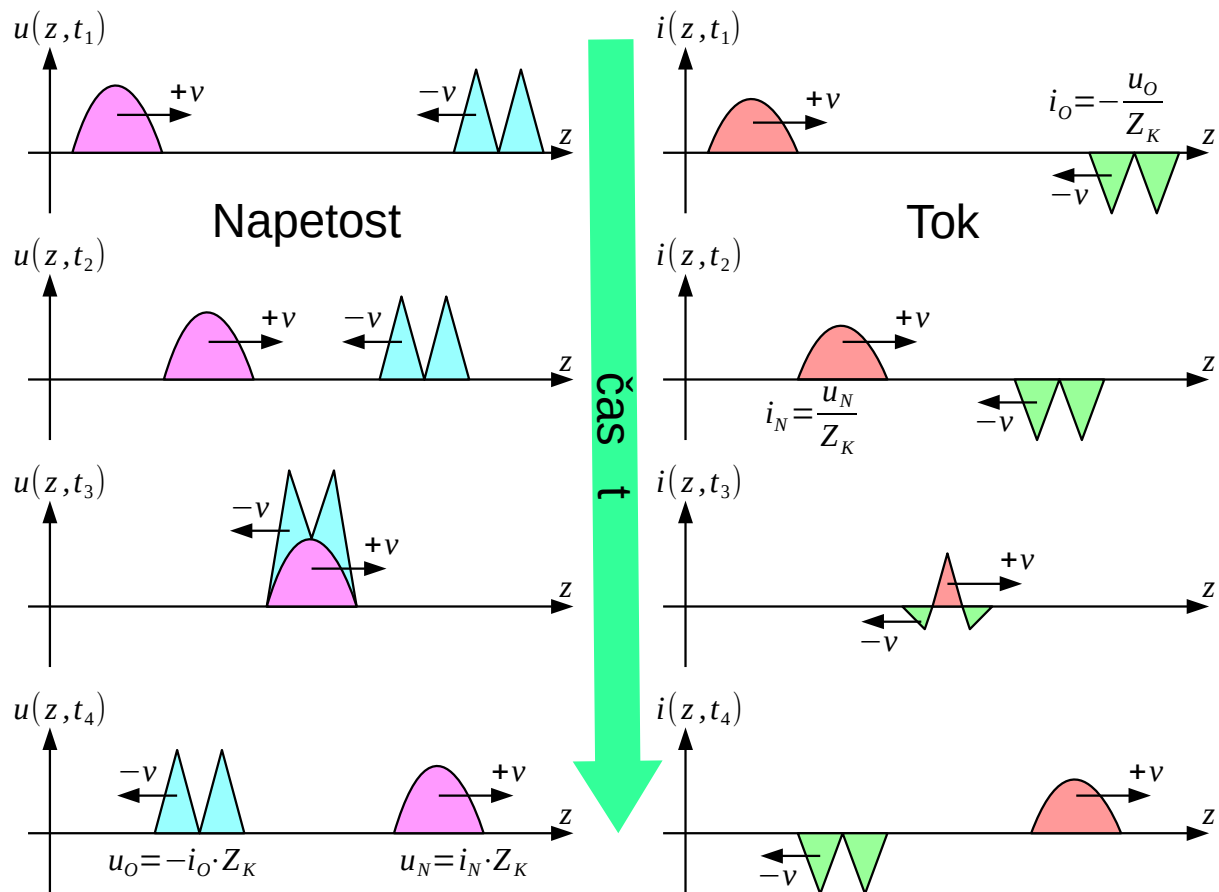 u(z,t₁)
+v
−v
z
i(z,t₁)
+v
i_O=−u_O/Z_K
−v
z
Napetost
Tok
u(z,t₂)
+v
−v
z
i(z,t₂)
+v
i_N=u_N/Z_K
−v
z
čas t
u(z,t₃)
−v
+v
z
i(z,t₃)
+v
−v
z
u(z,t₄)
−v
+v
z
u_O=−i_O·Z_K
u_N=i_N·Z_K
i(z,t₄)
+v
−v
z